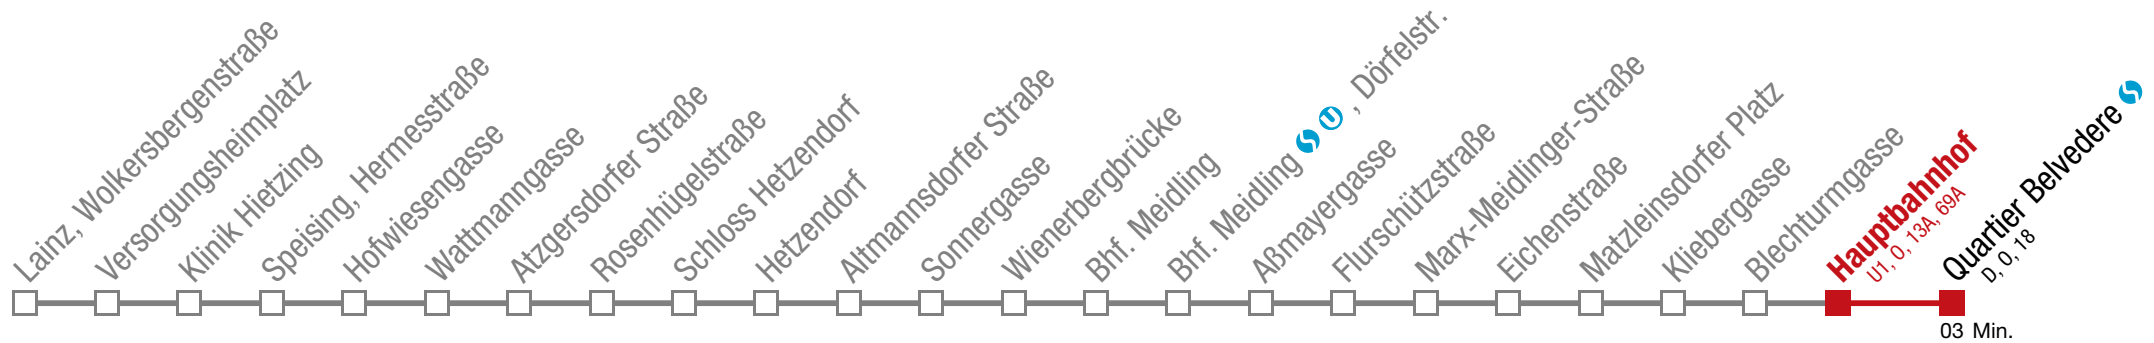 Lainz, Wolkersbergenstraße
Versorgungsheimplatz
Klinik Hietzing
Speising, Hermesstraße
Hofwiesengasse
Wattmanngasse
Atzgersdorfer Straße
Rosenhügelstraße
Schloss Hetzendorf
Hetzendorf
Altmannsdorfer Straße
Sonnergasse
Wienerbergbrücke
Bhf. Meidling
Bhf. Meidling S U , Dörfelstr.
Aßmayergasse
Flurschützstraße
Marx-Meidlinger-Straße
Eichenstraße
Matzleinsdorfer Platz
Kliebergasse
Blechturmgasse
Hauptbahnhof
U1, O, 13A, 69A
Quartier Belvedere S
D, O, 18
03 Min.